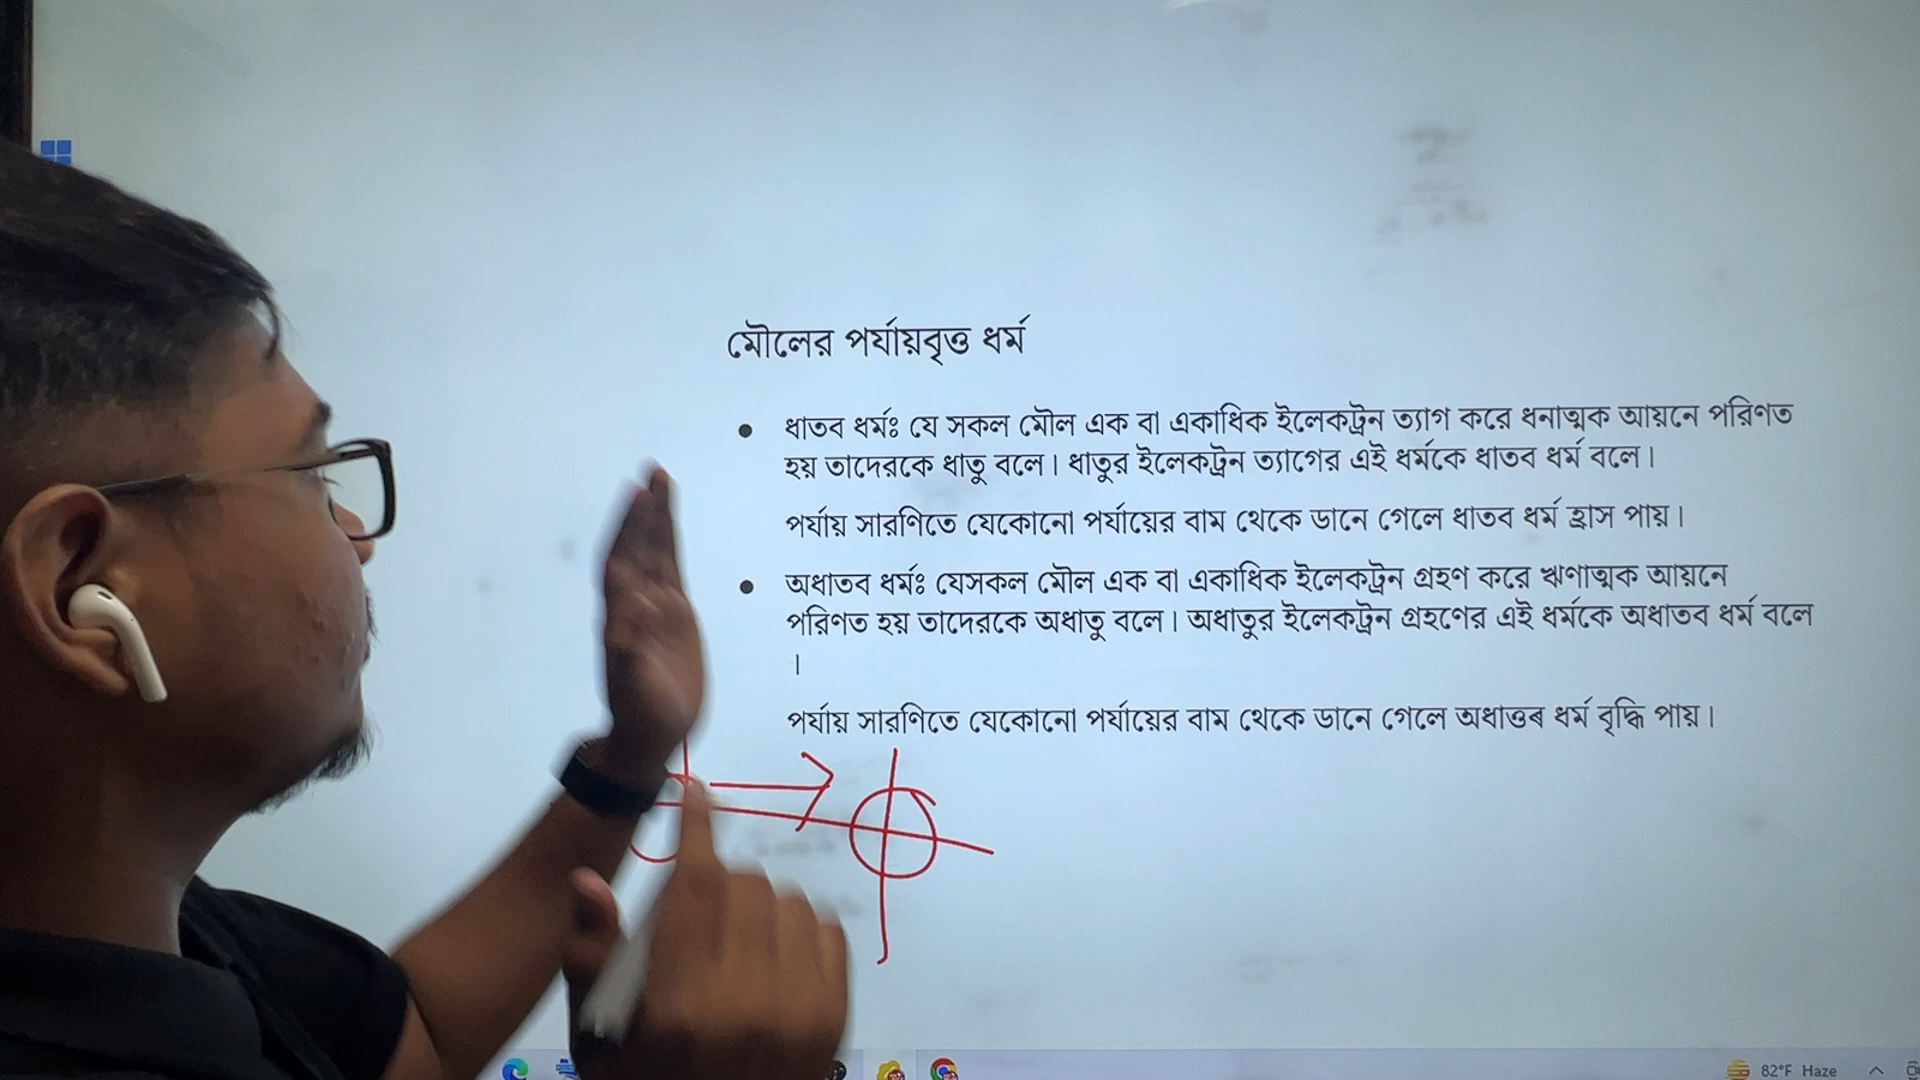 মৌলের পর্যায়বৃত্ত ধর্ম
ধাতব ধর্মঃ যে সকল মৌল এক বা একাধিক ইলেকট্রন ত্যাগ করে ধনাত্মক আয়নে পরিণত
হয় তাদেরকে ধাতু বলে। ধাতুর ইলেকট্রন ত্যাগের এই ধর্মকে ধাতব ধর্ম বলে।
পর্যায় সারণিতে যেকোনো পর্যায়ের বাম থেকে ডানে গেলে ধাতব ধর্ম হ্রাস পায়।
অধাতব ধর্মঃ যেসকল মৌল এক বা একাধিক ইলেকট্রন গ্রহণ করে ঋণাত্মক আয়নে
পরিণত হয় তাদেরকে অধাতু বলে। অধাতুর ইলেকট্রন গ্রহণের এই ধর্মকে অধাতব ধর্ম বলে
।
পর্যায় সারণিতে যেকোনো পর্যায়ের বাম থেকে ডানে গেলে অধাত্তৰ ধর্ম বৃদ্ধি পায়।
82°F Haze